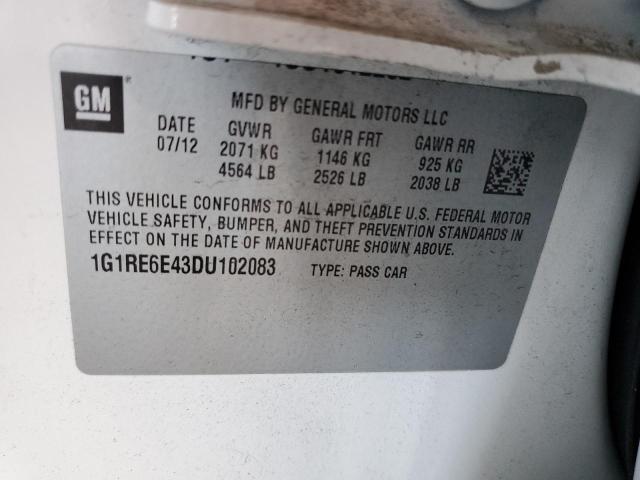 GM
MFD BY GENERAL MOTORS LLC
DATE GVWR GAWR FRT GAWR RR
07/12 2071 KG 1146 KG 925 KG
4564 LB 2526 LB 2038 LB
THIS VEHICLE CONFORMS TO ALL APPLICABLE U.S. FEDERAL MOTOR
VEHICLE SAFETY, BUMPER, AND THEFT PREVENTION STANDARDS IN
EFFECT ON THE DATE OF MANUFACTURE SHOWN ABOVE.
1G1RE6E43DU102083 TYPE: PASS CAR